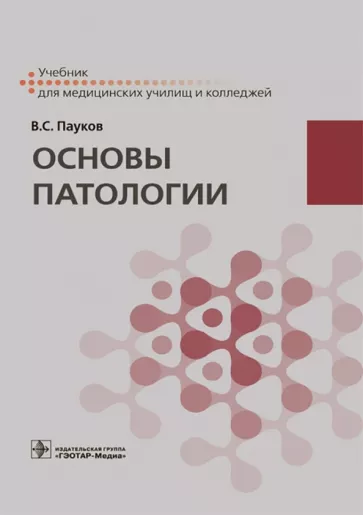 Учебник
для медицинских училищ и колледжей
В.С. Пауков
ОСНОВЫ
ПАТОЛОГИИ
ИЗДАТЕЛЬСКАЯ ГРУППА
«ГЭОТАР-Медиа»